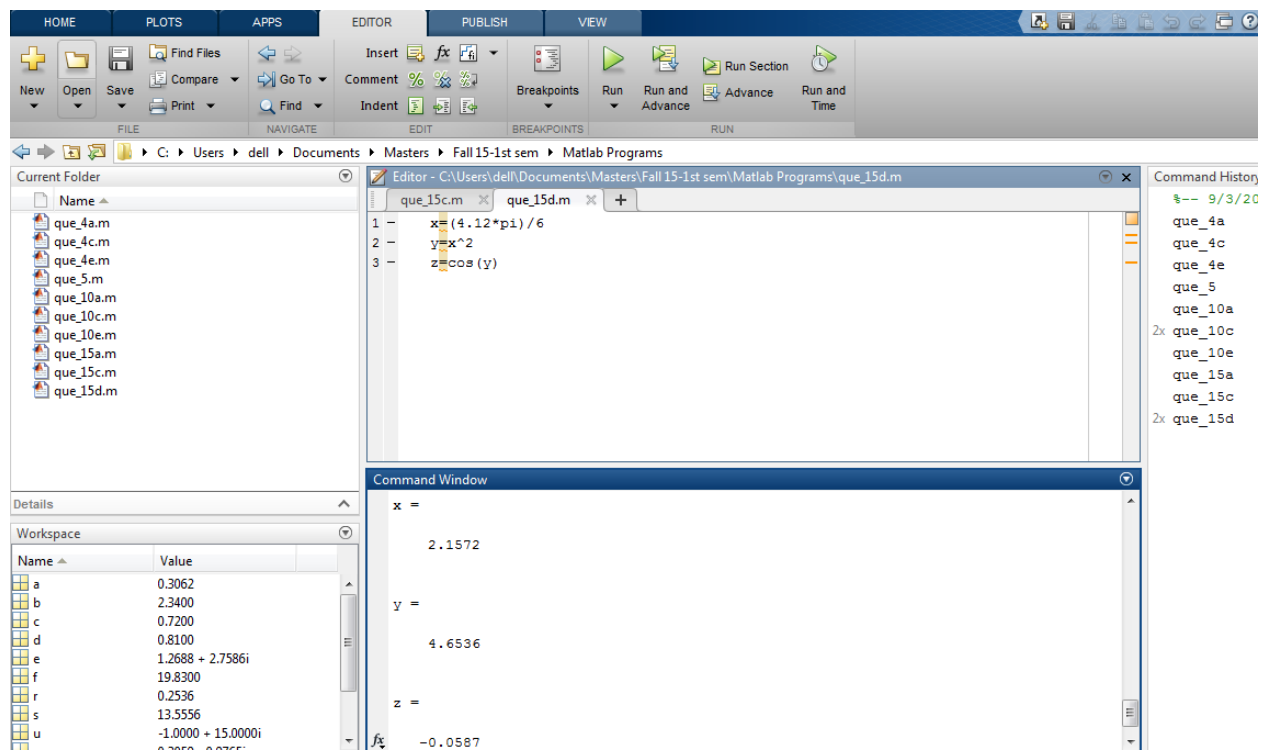 HOME PLOTS APPS EDITOR PUBLISH VIEW
New Open Save Find Files Compare Print
FILE
Go To Find
NAVIGATE
Insert fx
Comment %
Indent
EDIT
Breakpoints
BREAKPOINTS
Run Run and Advance Run Section Advance Run and Time
RUN
C: Users dell Documents Masters Fall 15-1st sem Matlab Programs
Current Folder
Name
que_4a.m
que_4c.m
que_4e.m
que_5.m
que_10a.m
que_10c.m
que_10e.m
que_15a.m
que_15c.m
que_15d.m
Details
Workspace
Name Value
a 0.3062
b 2.3400
c 0.7200
d 0.8100
e 1.2688 + 2.7586i
f 19.8300
r 0.2536
s 13.5556
u -1.0000 + 15.0000i
Editor - C:\Users\dell\Documents\Masters\Fall 15-1st sem\Matlab Programs\que_15d.m
que_15c.m que_15d.m +
1 - x=(4.12*pi)/6
2 - y=x^2
3 - z=cos(y)
Command Window
x =
2.1572
y =
4.6536
z =
fx -0.0587
Command History
%-- 9/3/20
que_4a
que_4c
que_4e
que_5
que_10a
2x que_10c
que_10e
que_15a
que_15c
2x que_15d